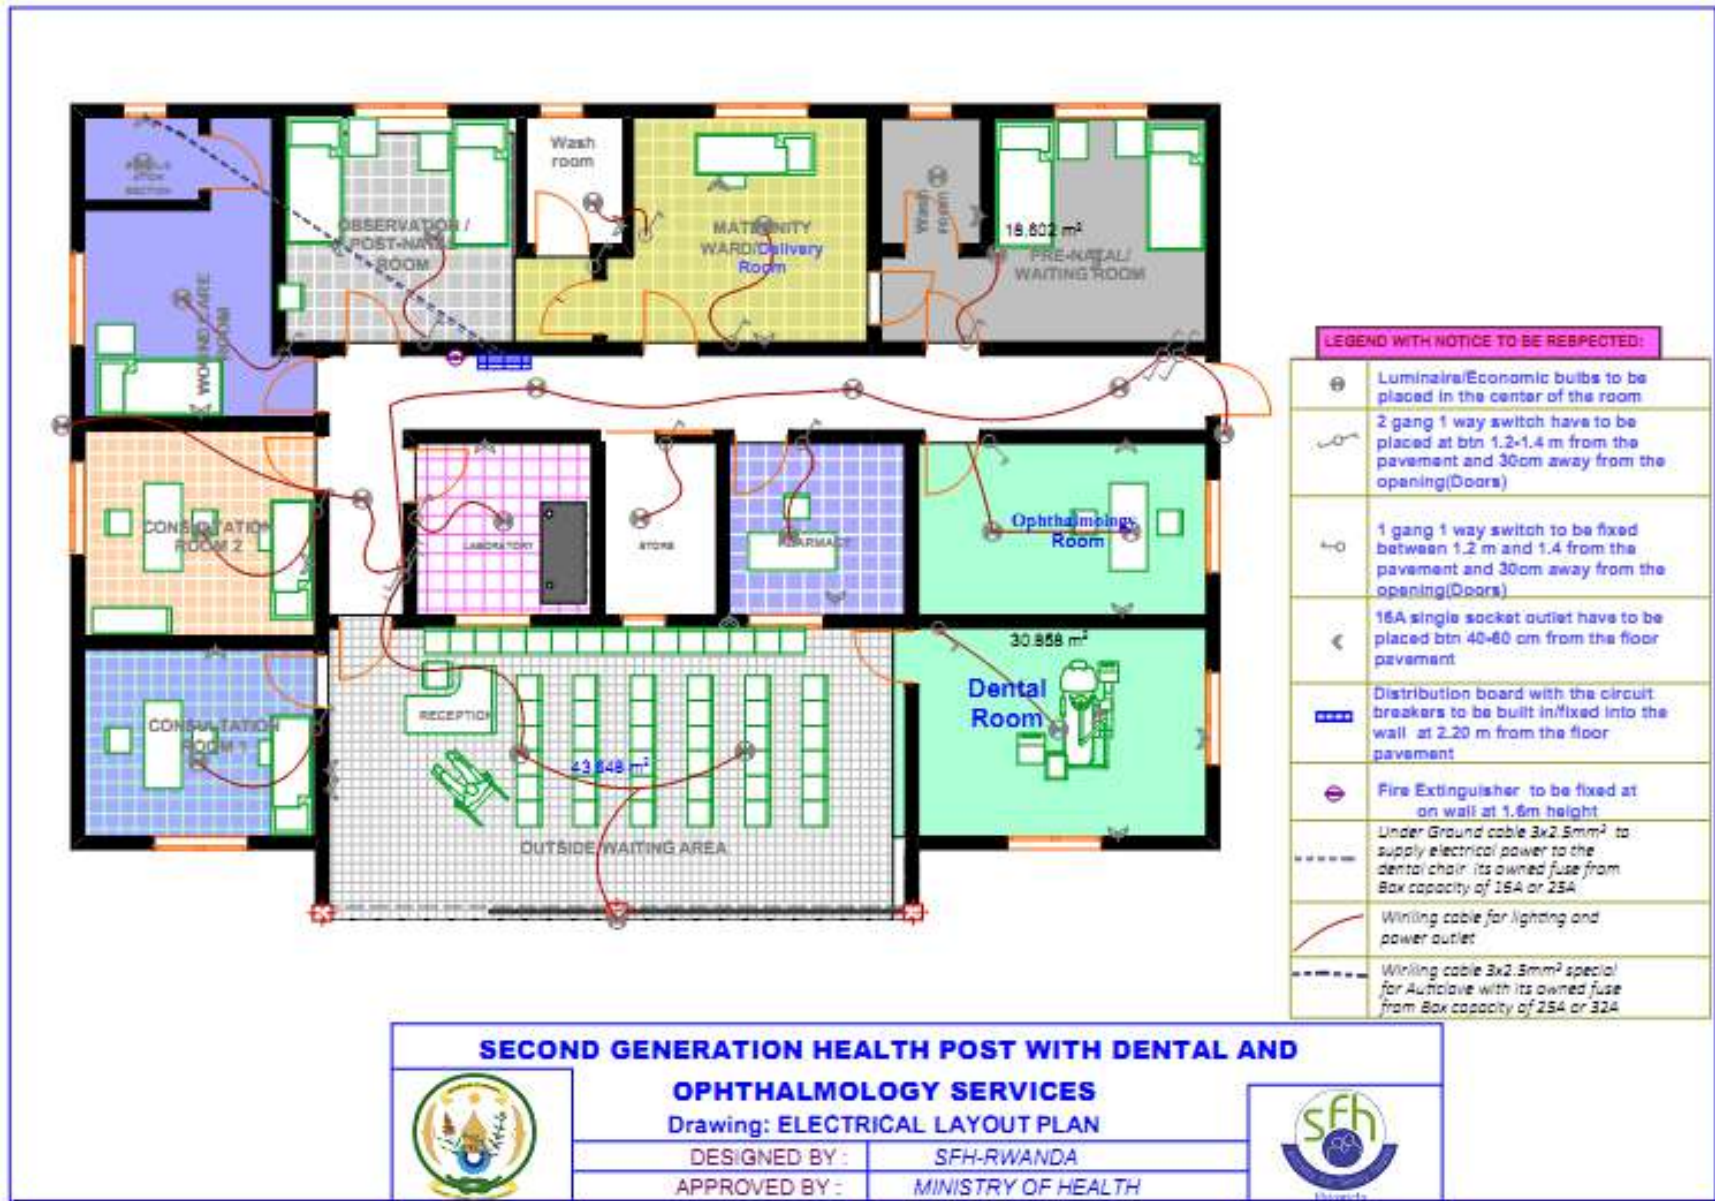 Wash
room
OBSERVATION /
POST-NATAL
ROOM
MATERNITY
WARD/Delivery
Room
Wash
room
18,602 m²
PRE-NATAL/
WAITING ROOM
WOUND CARE
ROOM
CONSULTATION
ROOM 2
LABORATORY
STORE
PHARMACY
Ophthalmology
Room
CONSULTATION
ROOM 1
RECEPTION
43,648 m²
30,858 m²
Dental
Room
OUTSIDE WAITING AREA
LEGEND WITH NOTICE TO BE RESPECTED:
Luminaire/Economic bulbs to be
placed in the center of the room
2 gang 1 way switch have to be
placed at btn 1.2-1.4 m from the
pavement and 30cm away from the
opening(Doors)
1 gang 1 way switch to be fixed
between 1.2 m and 1.4 from the
pavement and 30cm away from the
opening(Doors)
16A single socket outlet have to be
placed btn 40-60 cm from the floor
pavement
Distribution board with the circuit
breakers to be built in/fixed into the
wall at 2.20 m from the floor
pavement
Fire Extinguisher to be fixed at
on wall at 1.6m height
Under Ground cable 3x2.5mm² to
supply electrical power to the
dental chair its owned fuse from
Box capacity of 16A or 25A
Wiriling cable for lighting and
power outlet
Wiriling cable 3x2.5mm² special
for Auticlave with its owned fuse
from Box capacity of 25A or 32A
SECOND GENERATION HEALTH POST WITH DENTAL AND
OPHTHALMOLOGY SERVICES
Drawing: ELECTRICAL LAYOUT PLAN
DESIGNED BY : SFH-RWANDA
APPROVED BY : MINISTRY OF HEALTH
sfh
Rwanda